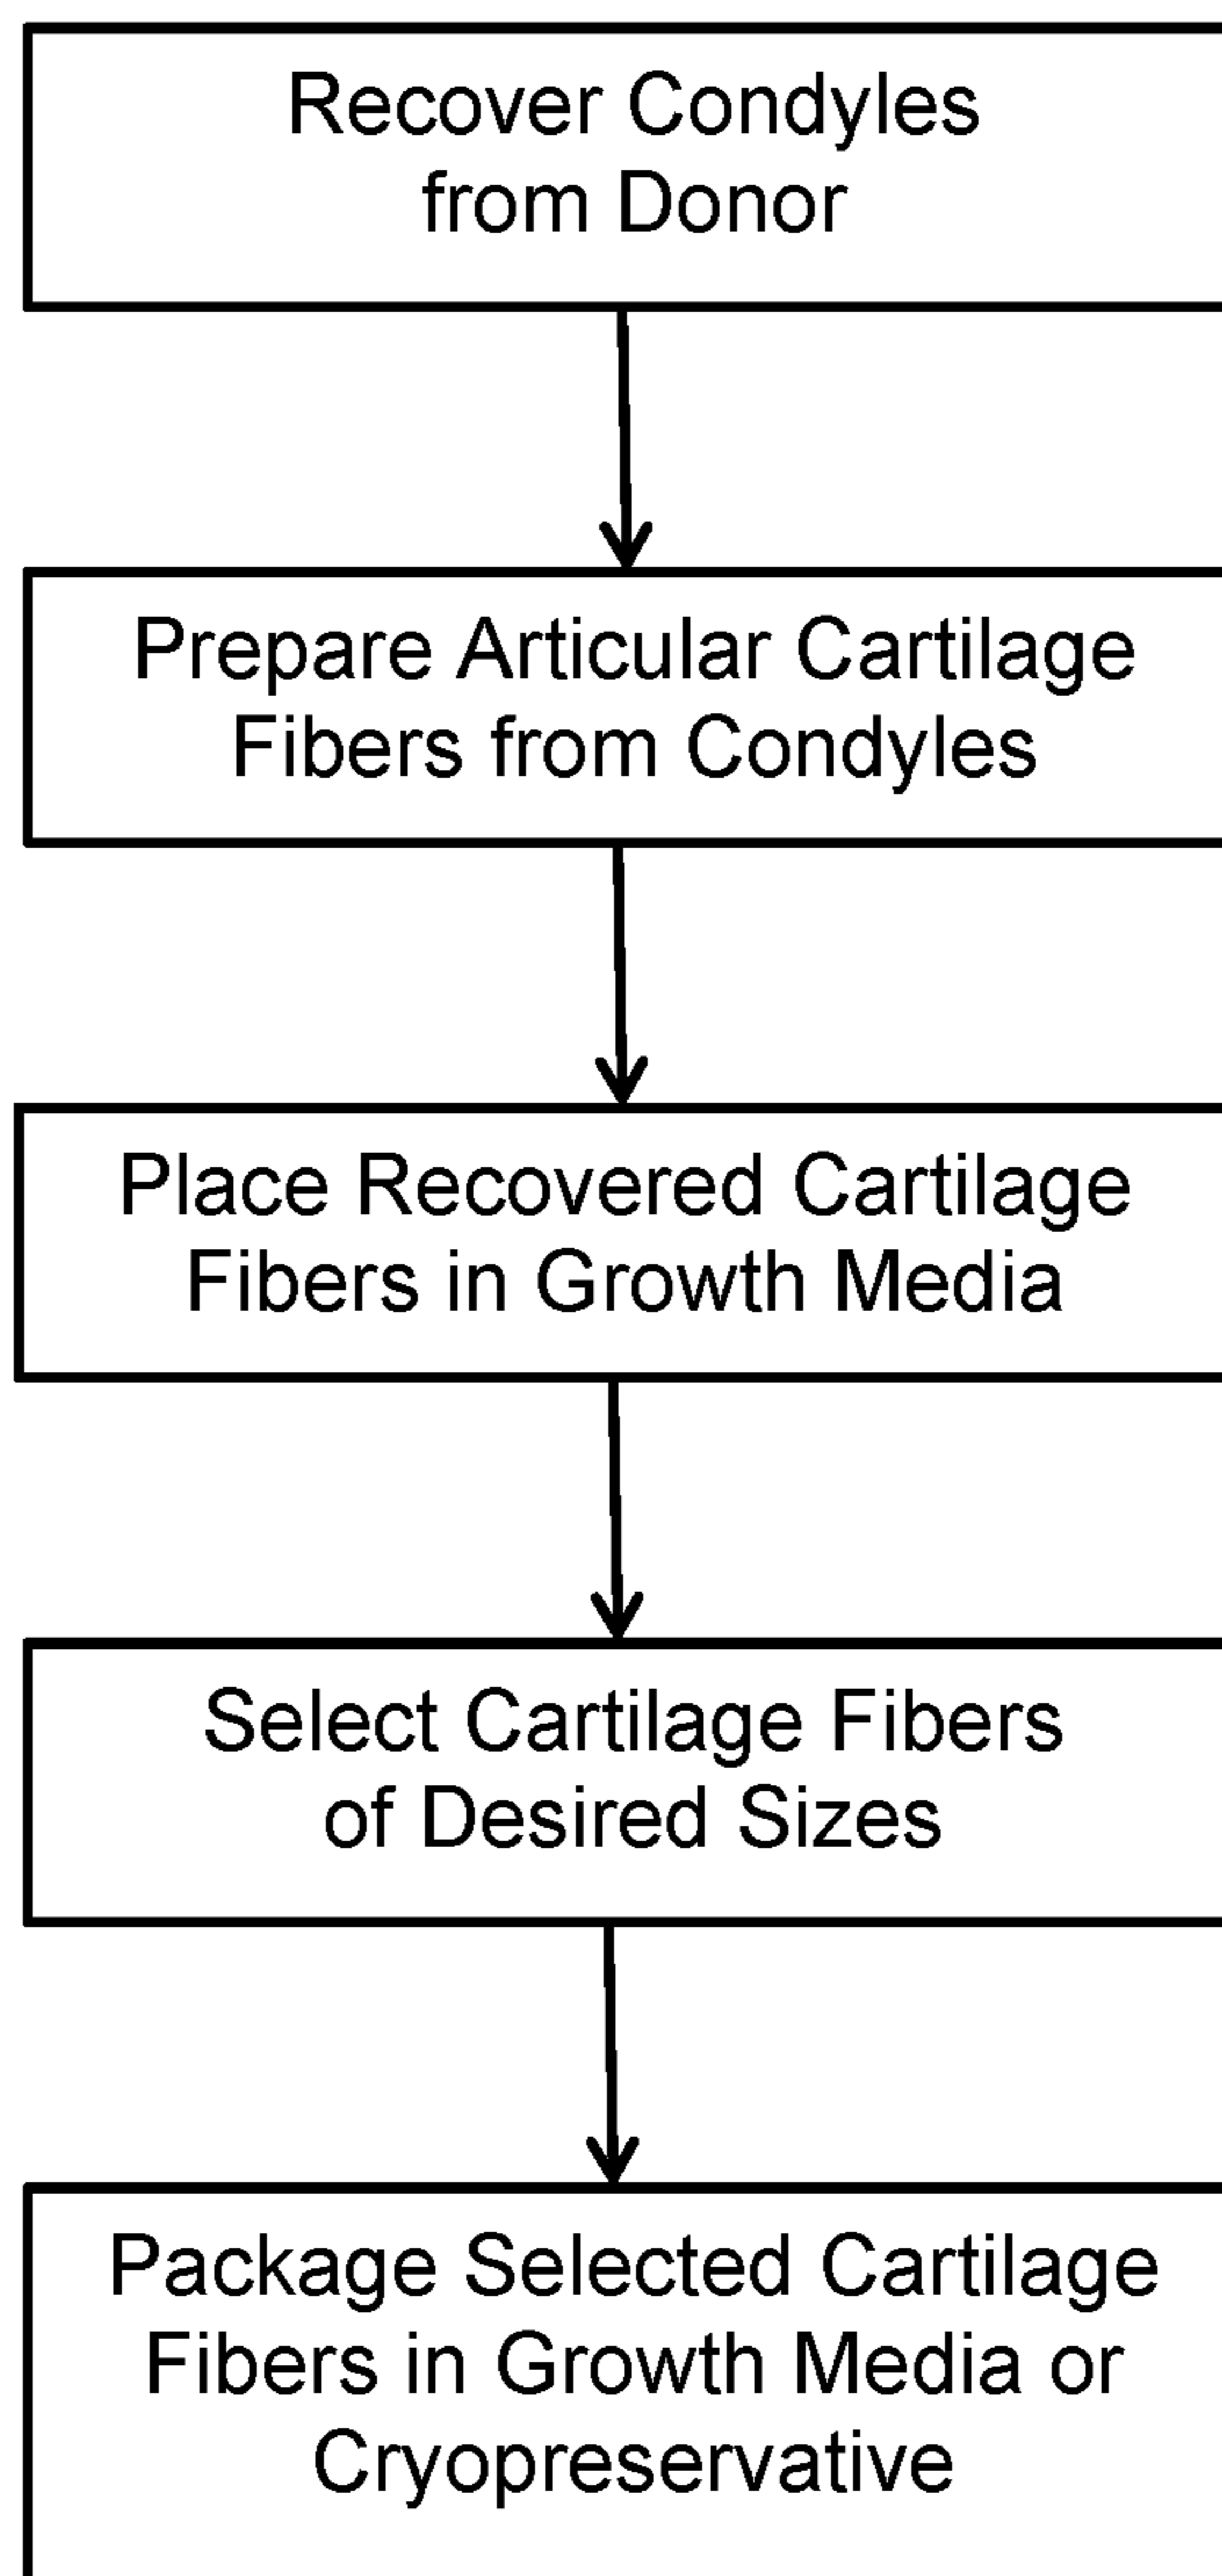 Recover Condyles
from Donor
Prepare Articular Cartilage
Fibers from Condyles
Place Recovered Cartilage
Fibers in Growth Media
Select Cartilage Fibers
of Desired Sizes
Package Selected Cartilage
Fibers in Growth Media or
Cryopreservative